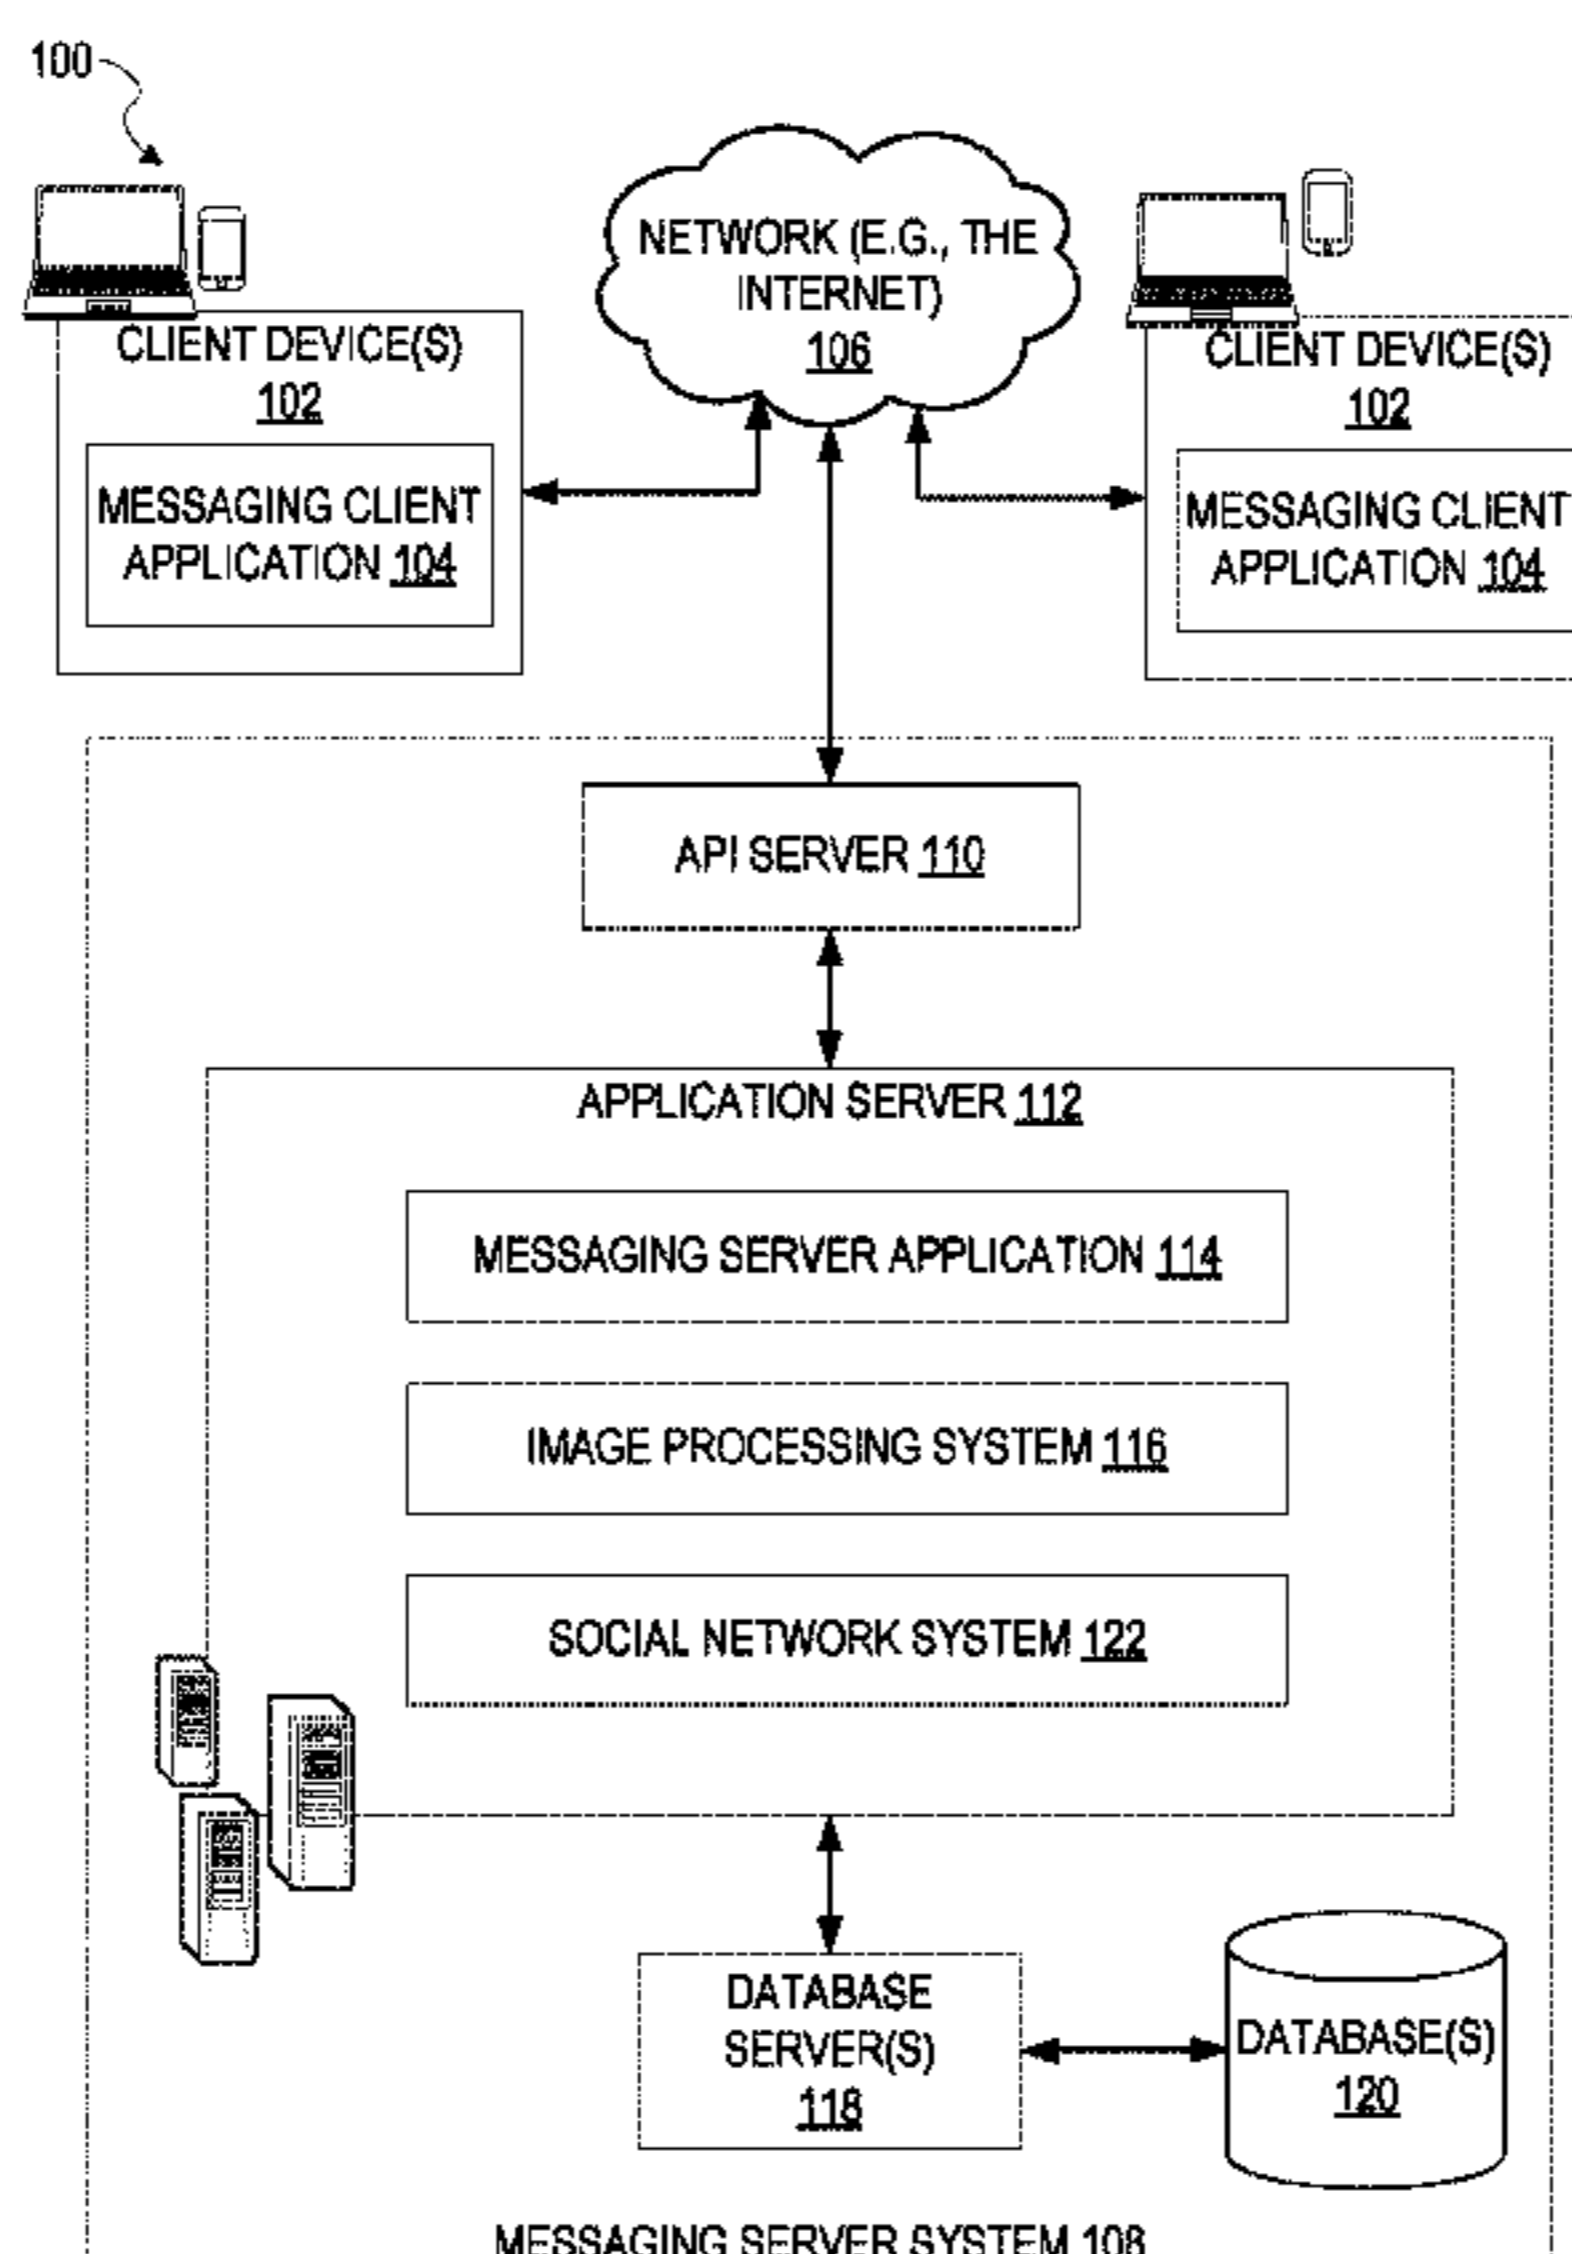 100
NETWORK (E.G., THE
INTERNET)
106
CLIENT DEVICE(S)
102
MESSAGING CLIENT
APPLICATION 104
CLIENT DEVICE(S)
102
MESSAGING CLIENT
APPLICATION 104
API SERVER 110
APPLICATION SERVER 112
MESSAGING SERVER APPLICATION 114
IMAGE PROCESSING SYSTEM 116
SOCIAL NETWORK SYSTEM 122
DATABASE
SERVER(S)
118
DATABASE(S)
120
MESSAGING SERVER SYSTEM 108